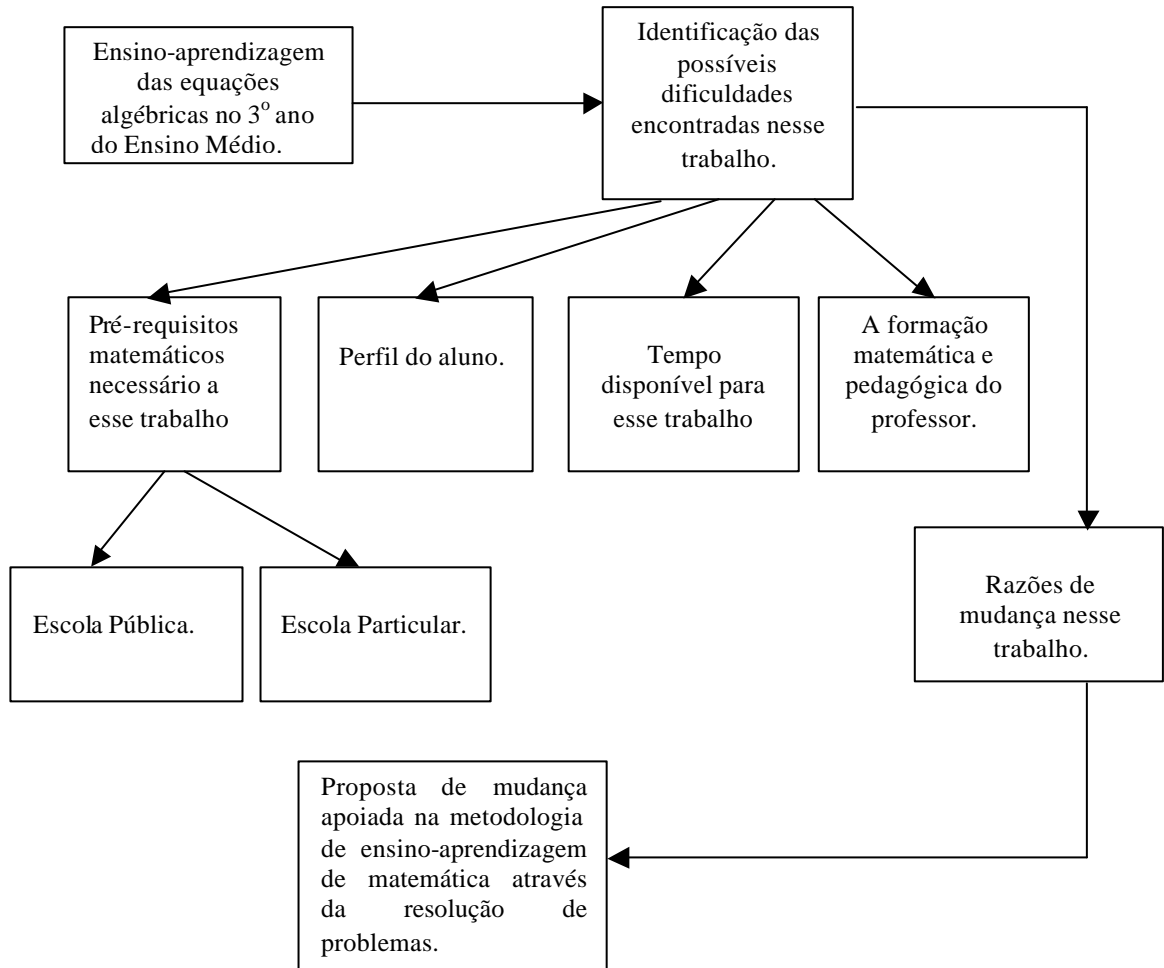 Ensino-aprendizagem
das equações
algébricas no 3º ano
do Ensino Médio.
Identificação das
possíveis
dificuldades
encontradas nesse
trabalho.
Pré-requisitos
matemáticos
necessário a
esse trabalho
Perfil do aluno.
Tempo
disponível para
esse trabalho
A formação
matemática e
pedagógica do
professor.
Escola Pública.
Escola Particular.
Razões de
mudança nesse
trabalho.
Proposta de mudança
apoiada na metodologia
de ensino-aprendizagem
de matemática através
da resolução de
problemas.